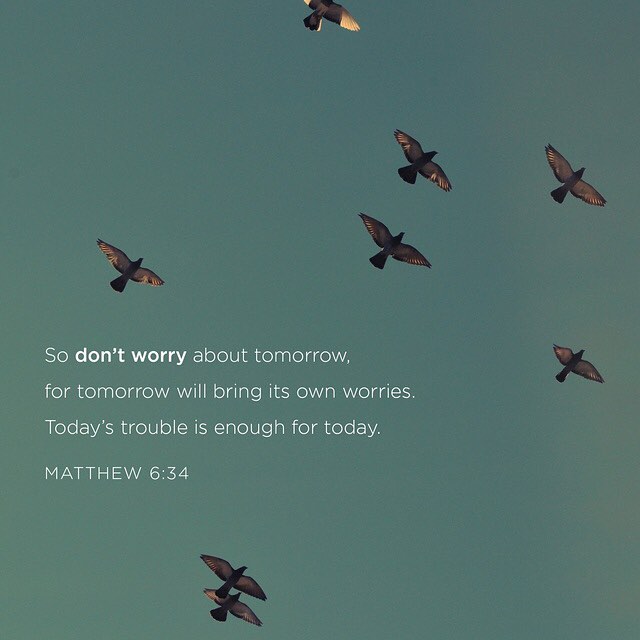 So don’t worry about tomorrow,
for tomorrow will bring its own worries.
Today’s trouble is enough for today.
MATTHEW 6:34